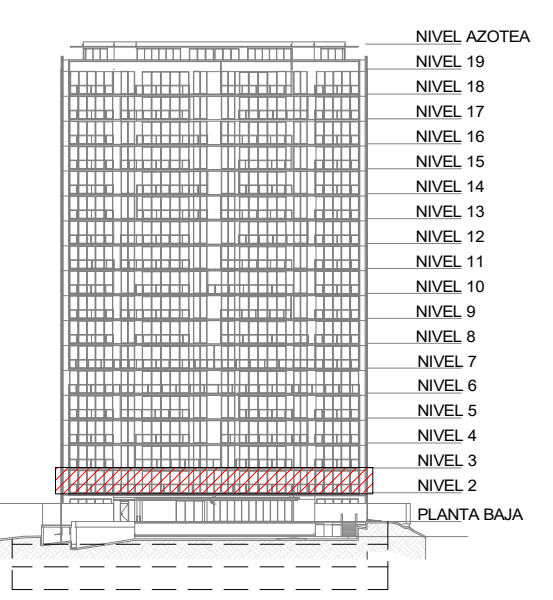 NIVEL AZOTEA
NIVEL 19
NIVEL 18
NIVEL 17
NIVEL 16
NIVEL 15
NIVEL 14
NIVEL 13
NIVEL 12
NIVEL 11
NIVEL 10
NIVEL 9
NIVEL 8
NIVEL 7
NIVEL 6
NIVEL 5
NIVEL 4
NIVEL 3
NIVEL 2
PLANTA BAJA